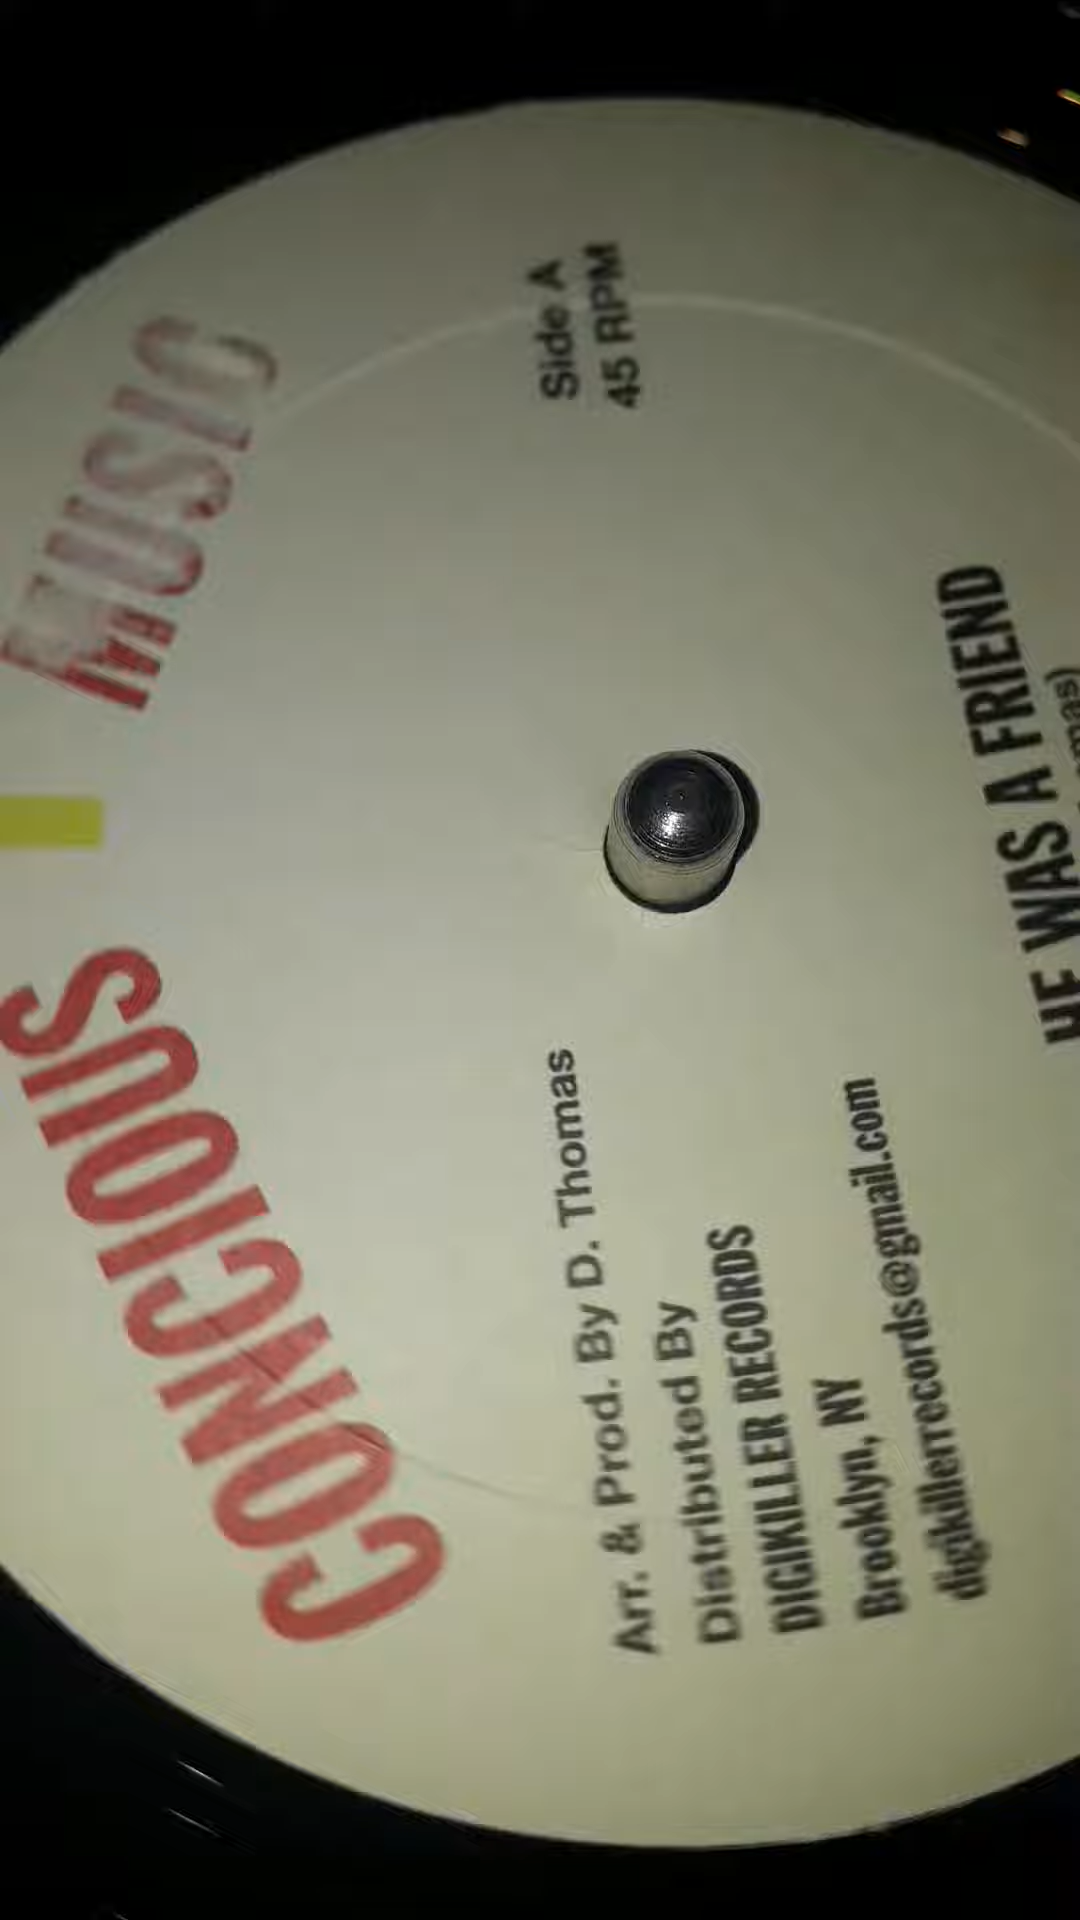 CONCIOUS MUSIC
Side A
45 RPM
Arr. & Prod. By D. Thomas
Distributed By
DIGIKILLER RECORDS
Brooklyn, NY
digikillerrecords@gmail.com
HE WAS A FRIEND